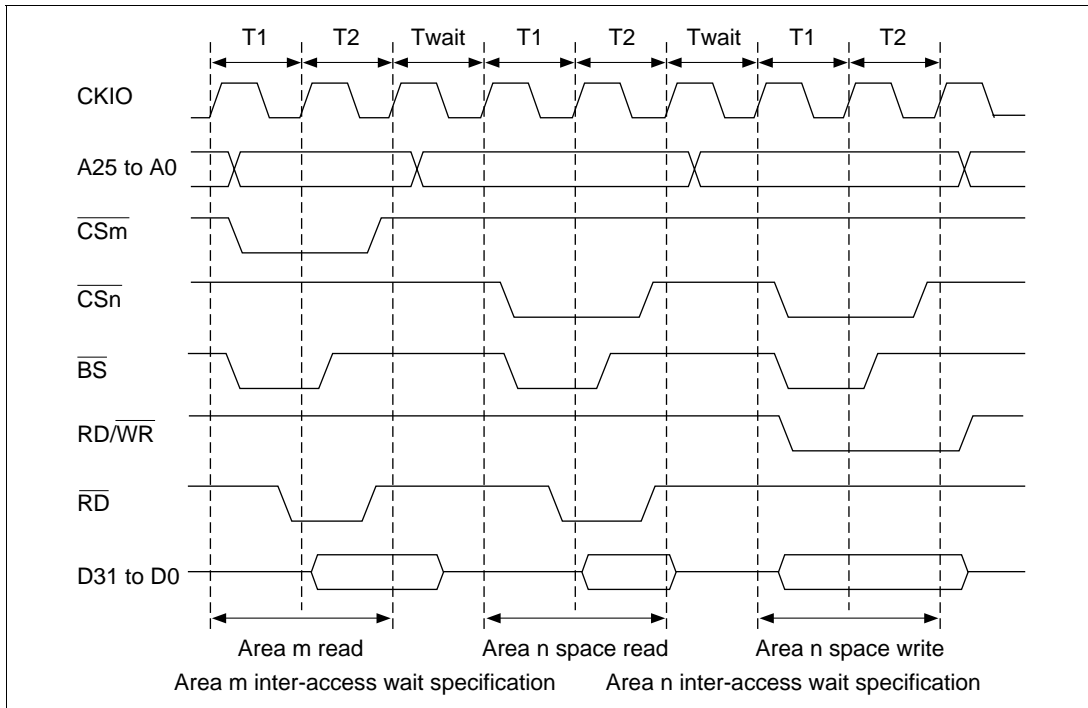 T1 T2 Twait T1 T2 Twait T1 T2
CKIO
A25 to A0
CSm
CSn
BS
RD/WR
RD
D31 to D0
Area m read Area n space read Area n space write
Area m inter-access wait specification Area n inter-access wait specification